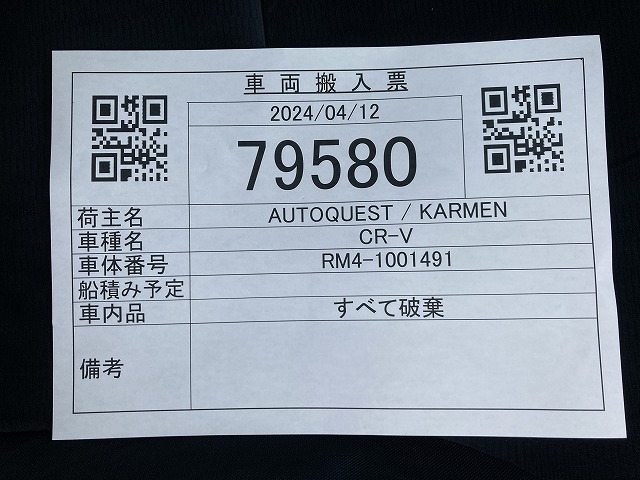 車両搬入票
2024/04/12
79580
荷主名 AUTOQUEST / KARMEN
車種名 CR-V
車体番号 RM4-1001491
船積み予定
車内品 すべて破棄
備考